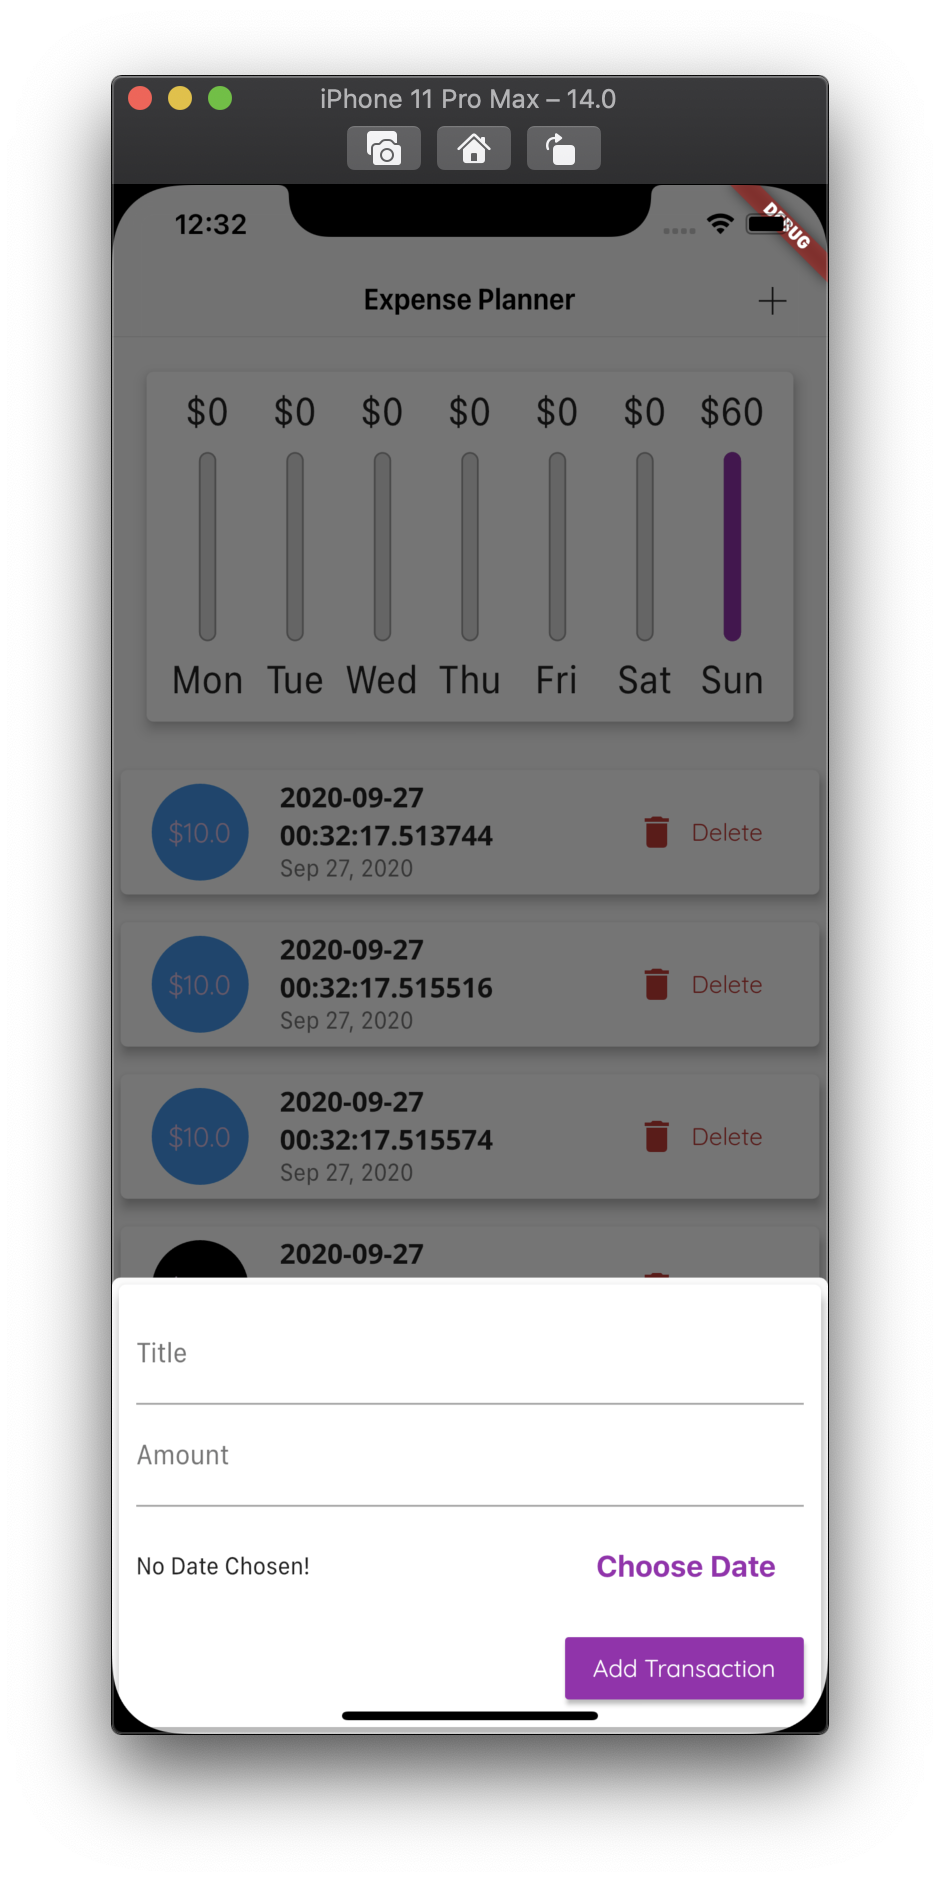 iPhone 11 Pro Max – 14.0
12:32
DEBUG
Expense Planner
$0 $0 $0 $0 $0 $0 $60
Mon Tue Wed Thu Fri Sat Sun
$10.0
2020-09-27
00:32:17.513744
Sep 27, 2020
Delete
$10.0
2020-09-27
00:32:17.515516
Sep 27, 2020
Delete
$10.0
2020-09-27
00:32:17.515574
Sep 27, 2020
Delete
2020-09-27
Title
Amount
No Date Chosen!
Choose Date
Add Transaction